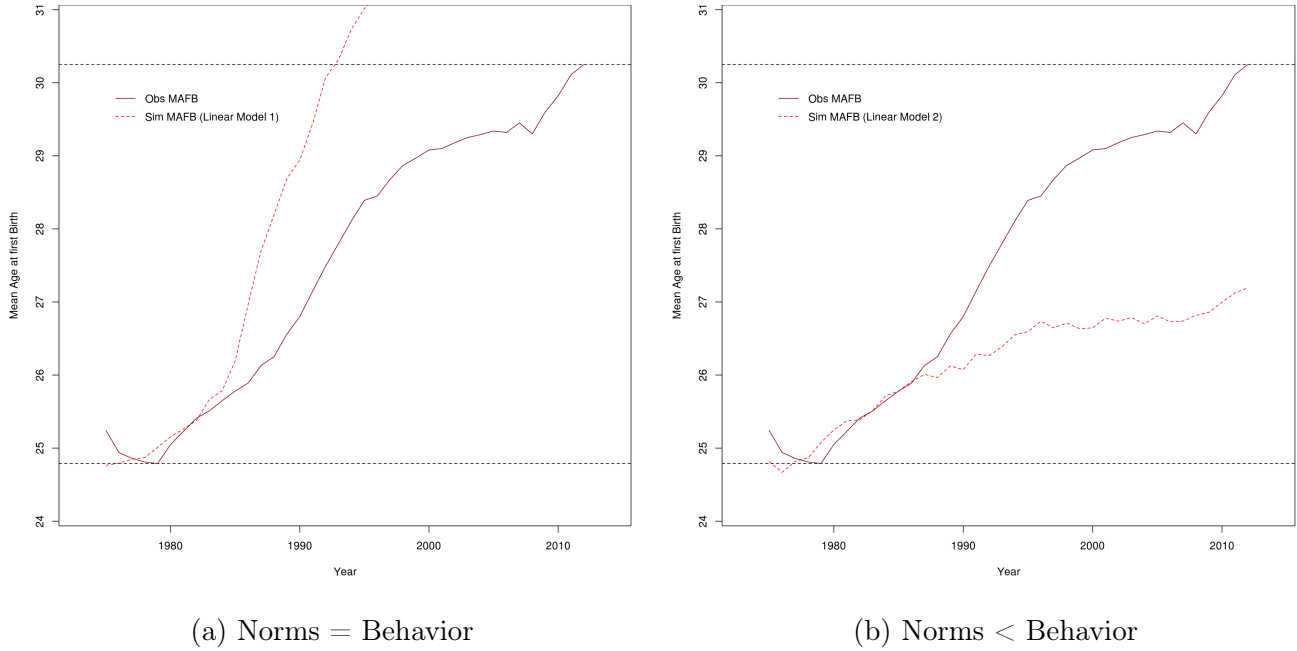 31
30
29
28
27
26
25
24
Mean Age at first Birth
Obs MAFB
Sim MAFB (Linear Model 1)
1980
1990
2000
2010
Year
(a) Norms = Behavior
31
30
29
28
27
26
25
24
Mean Age at first Birth
Obs MAFB
Sim MAFB (Linear Model 2)
1980
1990
2000
2010
Year
(b) Norms < Behavior